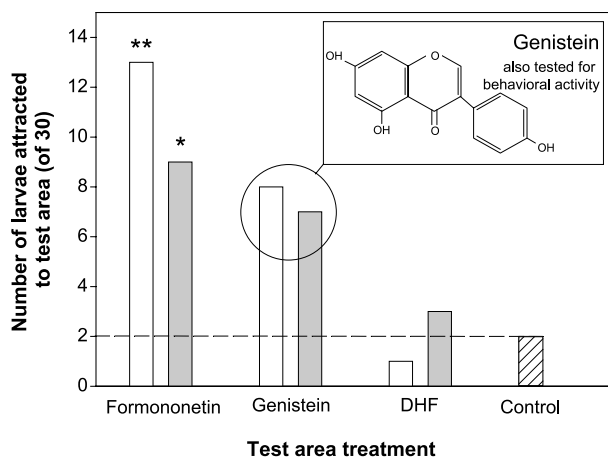 Number of larvae attracted
to test area (of 30)
14
12
10
8
6
4
2
0
**
*
Genistein
also tested for
behavioral activity
OH
O
OH
O
OH
Formononetin
Genistein
DHF
Control
Test area treatment